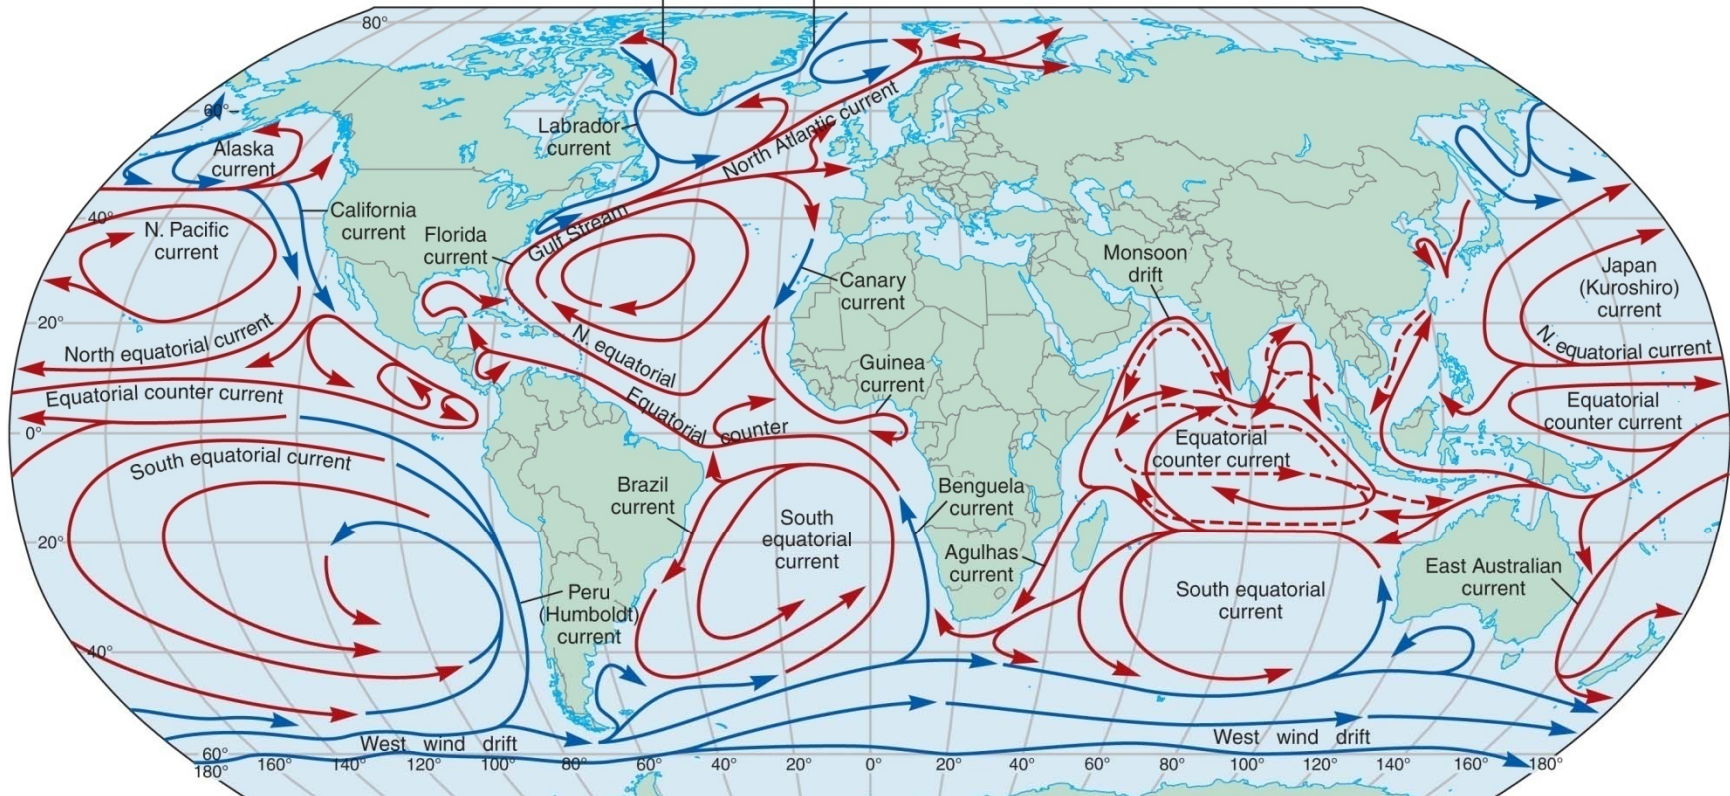 80°
60°
Alaska
current
Labrador
current
North Atlantic current
40°
N. Pacific
current
California
current
Florida
current
Gulf Stream
Canary
current
Monsoon
drift
Japan
(Kuroshiro)
current
20°
North equatorial current
N. equatorial
Guinea
current
N. equatorial current
Equatorial counter current
Equatorial counter
Equatorial
counter current
0°
South equatorial current
Equatorial
counter current
Brazil
current
South
equatorial
current
Benguela
current
20°
Agulhas
current
East Australian
current
Peru
(Humboldt)
current
South equatorial
current
40°
West wind drift
West wind drift
60°
180°
160°
140°
120°
100°
80°
60°
40°
20°
0°
20°
40°
60°
80°
100°
120°
140°
160°
180°